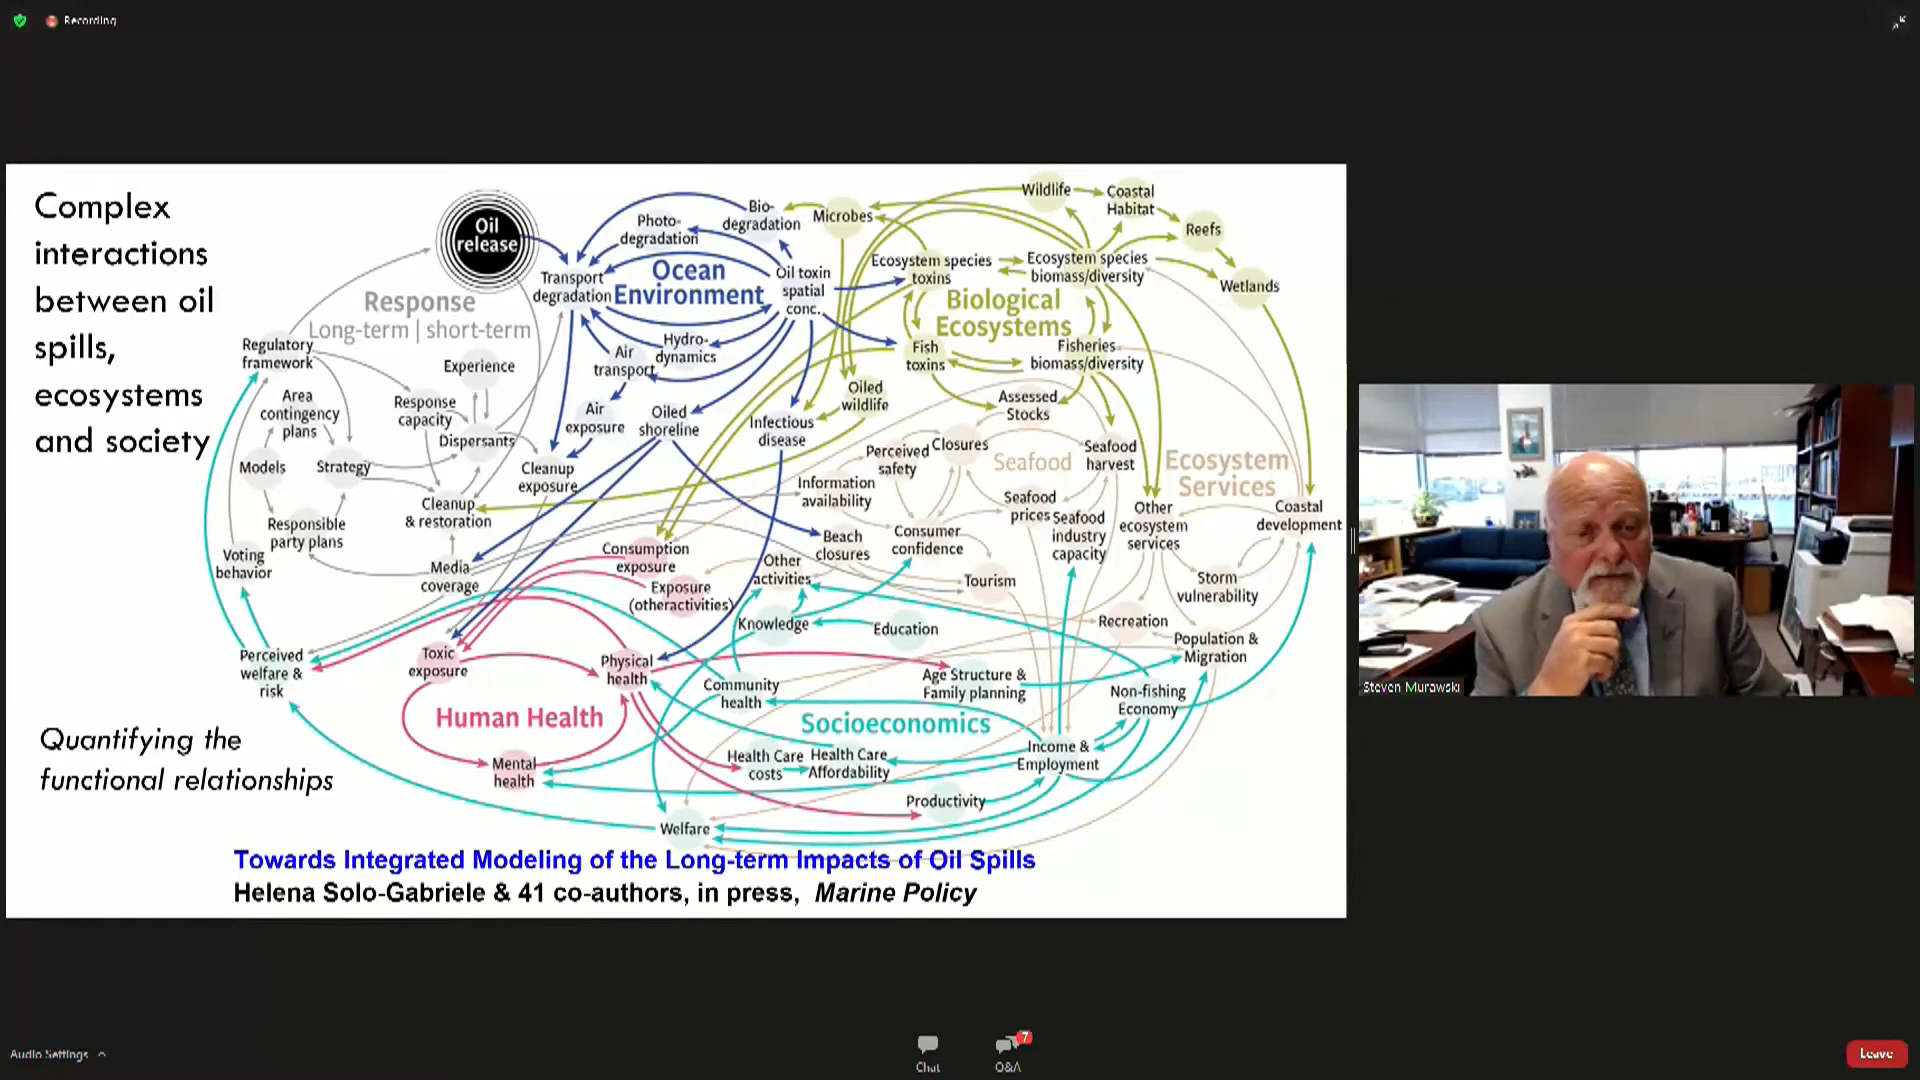 Recording
Complex
interactions
between oil
spills,
ecosystems
and society
Quantifying the
functional relationships
Oil
release
Response
Long-term | short-term
Regulatory
framework
Experience
Area
contingency
plans
Response
capacity
Dispersants
Models
Strategy
Cleanup
& restoration
Responsible
party plans
Voting
behavior
Media
coverage
Cleanup
exposure
Perceived
welfare &
risk
Ocean
Environment
Photo-
degradation
Bio-
degradation
Transport
degradation
Oil toxin
spatial
conc.
Hydro-
dynamics
Air
transport
Air
exposure
Oiled
shoreline
Infectious
disease
Microbes
Wildlife
Coastal
Habitat
Reefs
Wetlands
Ecosystem species
toxins
Ecosystem species
biomass/diversity
Biological
Ecosystems
Fish
toxins
Fisheries
biomass/diversity
Oiled
wildlife
Assessed
Stocks
Perceived
safety
Closures
Seafood
Seafood
harvest
Information
availability
Seafood
prices
Seafood
industry
capacity
Consumer
confidence
Beach
closures
Tourism
Ecosystem
Services
Other
ecosystem
services
Coastal
development
Storm
vulnerability
Recreation
Population &
Migration
Consumption
exposure
Exposure
(otheractivities)
Other
activities
Knowledge
Education
Toxic
exposure
Physical
health
Human Health
Mental
health
Community
health
Age Structure &
Family planning
Non-fishing
Economy
Socioeconomics
Health Care
costs
Health Care
Affordability
Income &
Employment
Productivity
Welfare
Towards Integrated Modeling of the Long-term Impacts of Oil Spills
Helena Solo-Gabriele & 41 co-authors, in press, Marine Policy
Steven Murawski
Audio Settings
Chat
7
Q&A
Leave